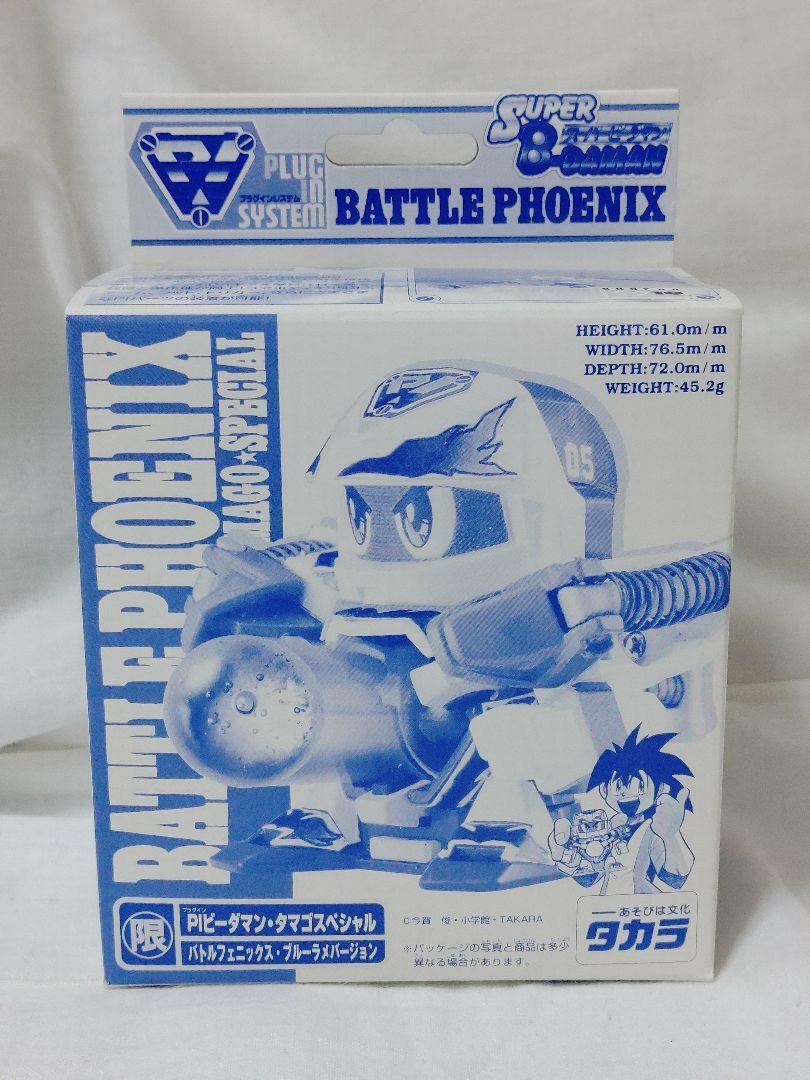 SUPER
B-DAMAN
スーパービーダマン
PLUG
IN
SYSTEM
プラグインシステム
BATTLE PHOENIX
HEIGHT:61.0m/m
WIDTH:76.5m/m
DEPTH:72.0m/m
WEIGHT:45.2g
BATTLE PHOENIX
MAGO★SPECIAL
05
限
プラグイン
PIビーダマン・タマゴスペシャル
バトルフェニックス・ブルーラメバージョン
©今賀 俊・小学館・TAKARA
※パッケージの写真と商品は多少
異なる場合があります。
あそびは文化
タカラ